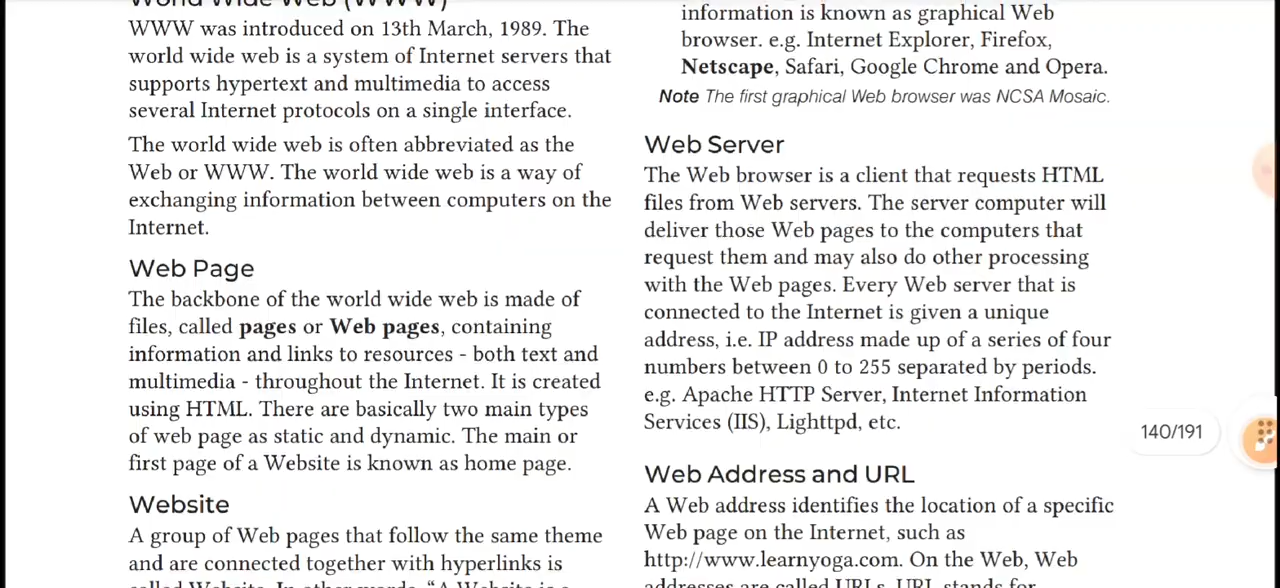 World Wide Web (WWW)
WWW was introduced on 13th March, 1989. The
world wide web is a system of Internet servers that
supports hypertext and multimedia to access
several Internet protocols on a single interface.
The world wide web is often abbreviated as the
Web or WWW. The world wide web is a way of
exchanging information between computers on the
Internet.
Web Page
The backbone of the world wide web is made of
files, called pages or Web pages, containing
information and links to resources - both text and
multimedia - throughout the Internet. It is created
using HTML. There are basically two main types
of web page as static and dynamic. The main or
first page of a Website is known as home page.
Website
A group of Web pages that follow the same theme
and are connected together with hyperlinks is
called Website. In other words, “A Website is a
information is known as graphical Web
browser. e.g. Internet Explorer, Firefox,
Netscape, Safari, Google Chrome and Opera.
Note The first graphical Web browser was NCSA Mosaic.
Web Server
The Web browser is a client that requests HTML
files from Web servers. The server computer will
deliver those Web pages to the computers that
request them and may also do other processing
with the Web pages. Every Web server that is
connected to the Internet is given a unique
address, i.e. IP address made up of a series of four
numbers between 0 to 255 separated by periods.
e.g. Apache HTTP Server, Internet Information
Services (IIS), Lighttpd, etc.
Web Address and URL
A Web address identifies the location of a specific
Web page on the Internet, such as
http://www.learnyoga.com. On the Web, Web
addresses are called URLs. URL stands for
140/191